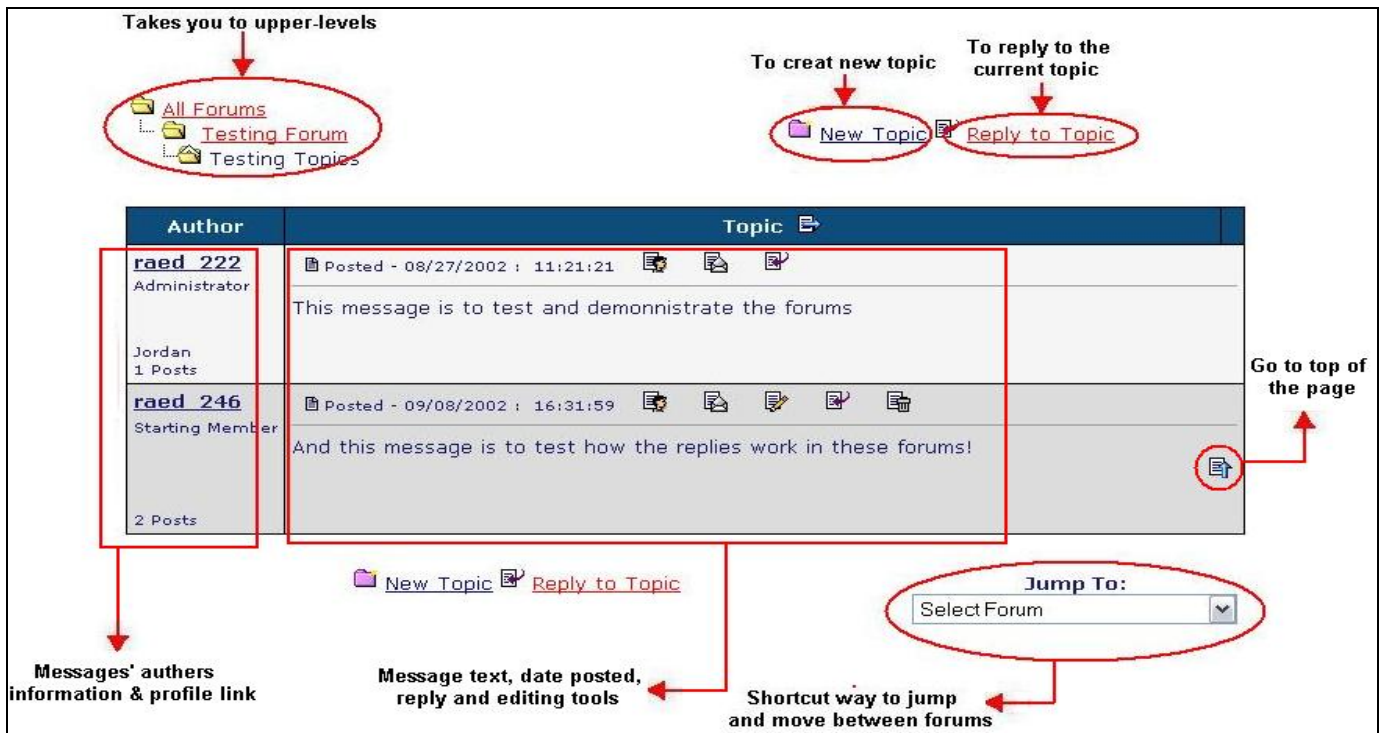 Takes you to upper-levels
To creat new topic
To reply to the
current topic
All Forums
Testing Forum
Testing Topics
New Topic Reply to Topic
Author Topic
raed_222
Administrator
Jordan
1 Posts
Posted - 08/27/2002 : 11:21:21
This message is to test and demonnistrate the forums
raed_246
Starting Member
2 Posts
Posted - 09/08/2002 : 16:31:59
And this message is to test how the replies work in these forums!
Go to top of
the page
New Topic Reply to Topic
Jump To:
Select Forum
Messages' authers
information & profile link
Message text, date posted,
reply and editing tools
Shortcut way to jump
and move between forums